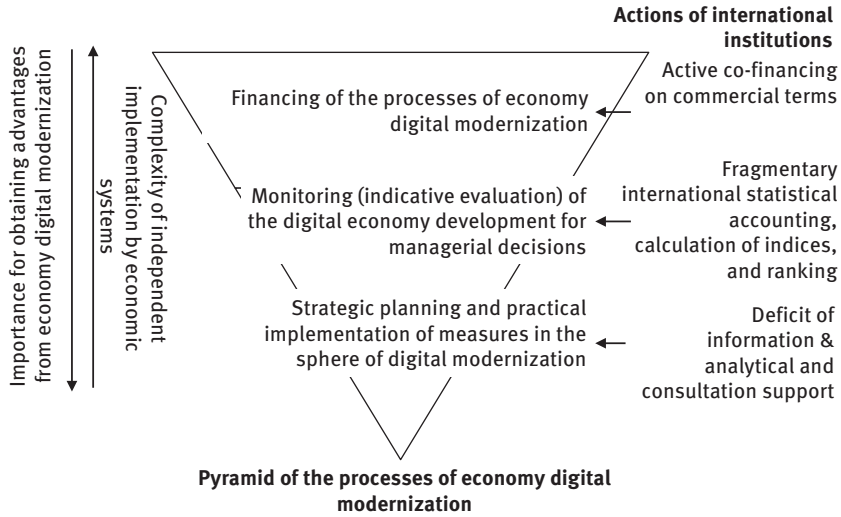 Actions of international
institutions
Importance for obtaining advantages
from economy digital modernization
Complexity of independent
implementation by economic
systems
Financing of the processes of economy
digital modernization
Active co-financing
on commercial terms
Monitoring (indicative evaluation) of
the digital economy development for
managerial decisions
Fragmentary
international statistical
accounting,
calculation of indices,
and ranking
Strategic planning and practical
implementation of measures in the
sphere of digital modernization
Deficit of
information &
analytical and
consultation support
Pyramid of the processes of economy digital
modernization